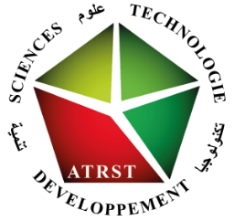 SCIENCES علوم TECHNOLOGIE تكنولوجيا
DEVELOPPEMENT تنمية
ATRST